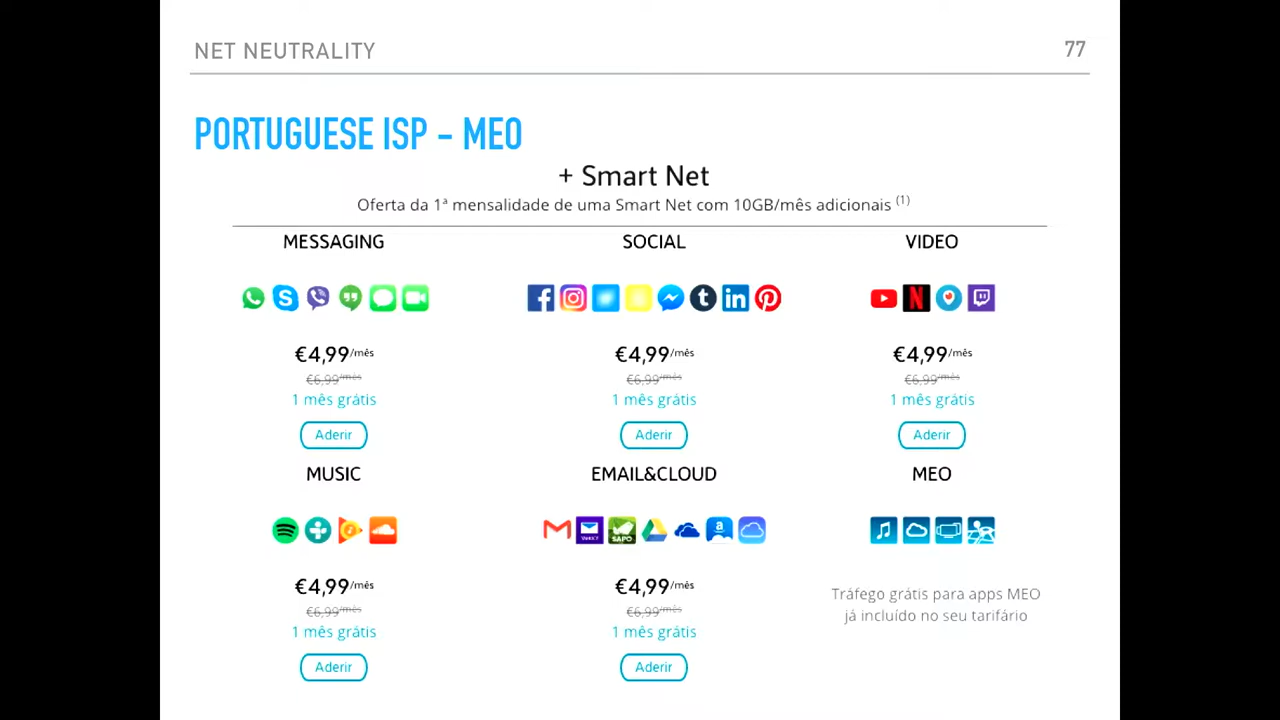 NET NEUTRALITY 77
PORTUGUESE ISP - MEO
+ Smart Net
Oferta da 1ª mensalidade de uma Smart Net com 10GB/mês adicionais (1)
MESSAGING SOCIAL VIDEO
€4,99/mês €4,99/mês €4,99/mês
€6,99/mês €6,99/mês €6,99/mês
1 mês grátis 1 mês grátis 1 mês grátis
Aderir Aderir Aderir
MUSIC EMAIL&CLOUD MEO
SAPO
€4,99/mês €4,99/mês
€6,99/mês €6,99/mês
Tráfego grátis para apps MEO
já incluído no seu tarifário
1 mês grátis 1 mês grátis
Aderir Aderir